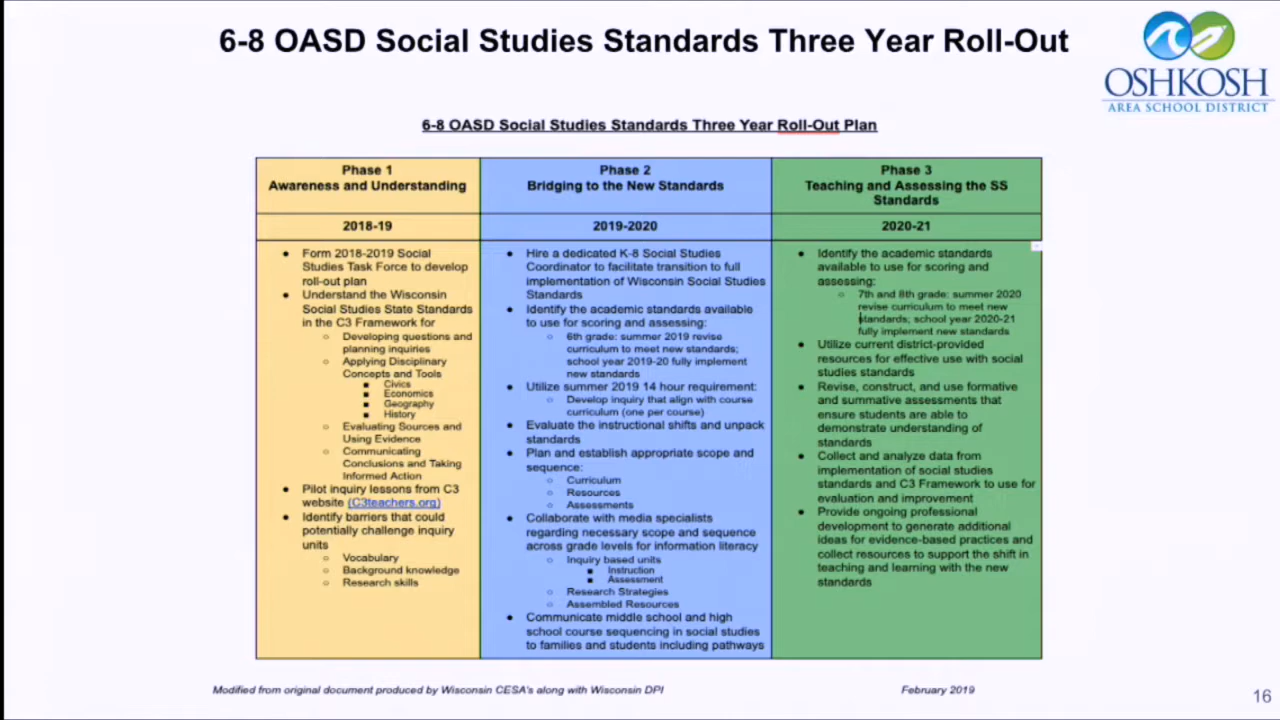 6-8 OASD Social Studies Standards Three Year Roll-Out
OSHKOSH
AREA SCHOOL DISTRICT
6-8 OASD Social Studies Standards Three Year Roll-Out Plan
Phase 1
Awareness and Understanding
2018-19
● Form 2018-2019 Social
Studies Task Force to develop
roll-out plan
● Understand the Wisconsin
Social Studies State Standards
in the C3 Framework for
○ Developing questions and
planning inquiries
○ Applying Disciplinary
Concepts and Tools
■ Civics
■ Economics
■ Geography
■ History
○ Evaluating Sources and
Using Evidence
○ Communicating
Conclusions and Taking
Informed Action
● Pilot inquiry lessons from C3
website (C3teachers.org)
● Identify barriers that could
potentially challenge inquiry
units
○ Vocabulary
○ Background knowledge
○ Research skills
Phase 2
Bridging to the New Standards
2019-2020
● Hire a dedicated K-8 Social Studies
Coordinator to facilitate transition to full
implementation of Wisconsin Social Studies
Standards
● Identify the academic standards available
to use for scoring and assessing:
○ 6th grade: summer 2019 revise
curriculum to meet new standards;
school year 2019-20 fully implement
new standards
● Utilize summer 2019 14 hour requirement:
○ Develop inquiry that align with course
curriculum (one per course)
● Evaluate the instructional shifts and unpack
standards
● Plan and establish appropriate scope and
sequence:
○ Curriculum
○ Resources
○ Assessments
● Collaborate with media specialists
regarding necessary scope and sequence
across grade levels for information literacy
○ Inquiry based units
■ Instruction
■ Assessment
○ Research Strategies
○ Assembled Resources
● Communicate middle school and high
school course sequencing in social studies
to families and students including pathways
Phase 3
Teaching and Assessing the SS
Standards
2020-21
● Identify the academic standards
available to use for scoring and
assessing:
○ 7th and 8th grade: summer 2020
revise curriculum to meet new
standards; school year 2020-21
fully implement new standards
● Utilize current district-provided
resources for effective use with social
studies standards
● Revise, construct, and use formative
and summative assessments that
ensure students are able to
demonstrate understanding of
standards
● Collect and analyze data from
implementation of social studies
standards and C3 Framework to use for
evaluation and improvement
● Provide ongoing professional
development to generate additional
ideas for evidence-based practices and
collect resources to support the shift in
teaching and learning with the new
standards
Modified from original document produced by Wisconsin CESA's along with Wisconsin DPI
February 2019
16